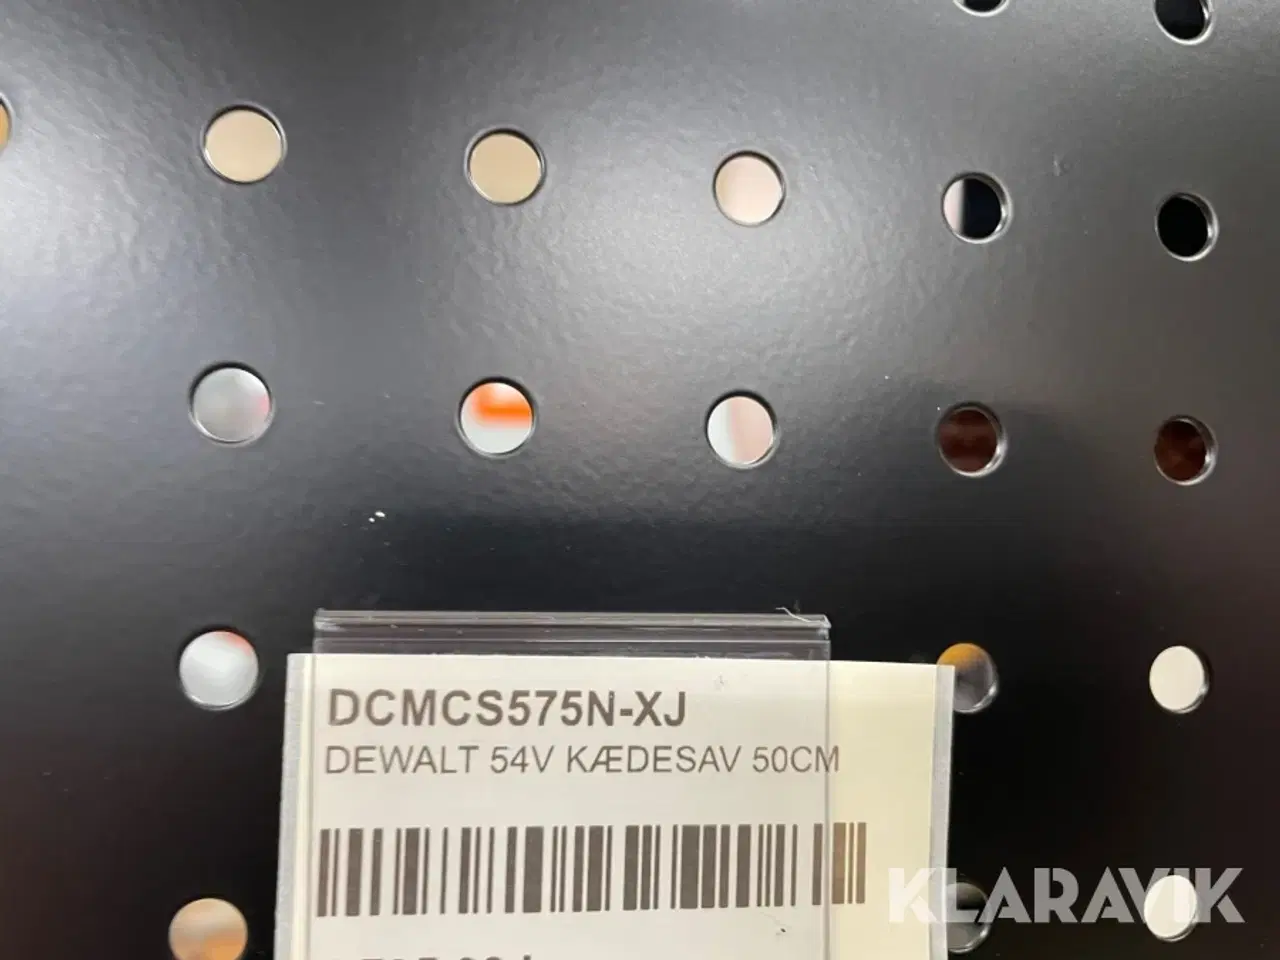 DCMCS575N-XJ
DEWALT 54V KÆDESAV 50CM
KLARAVIK